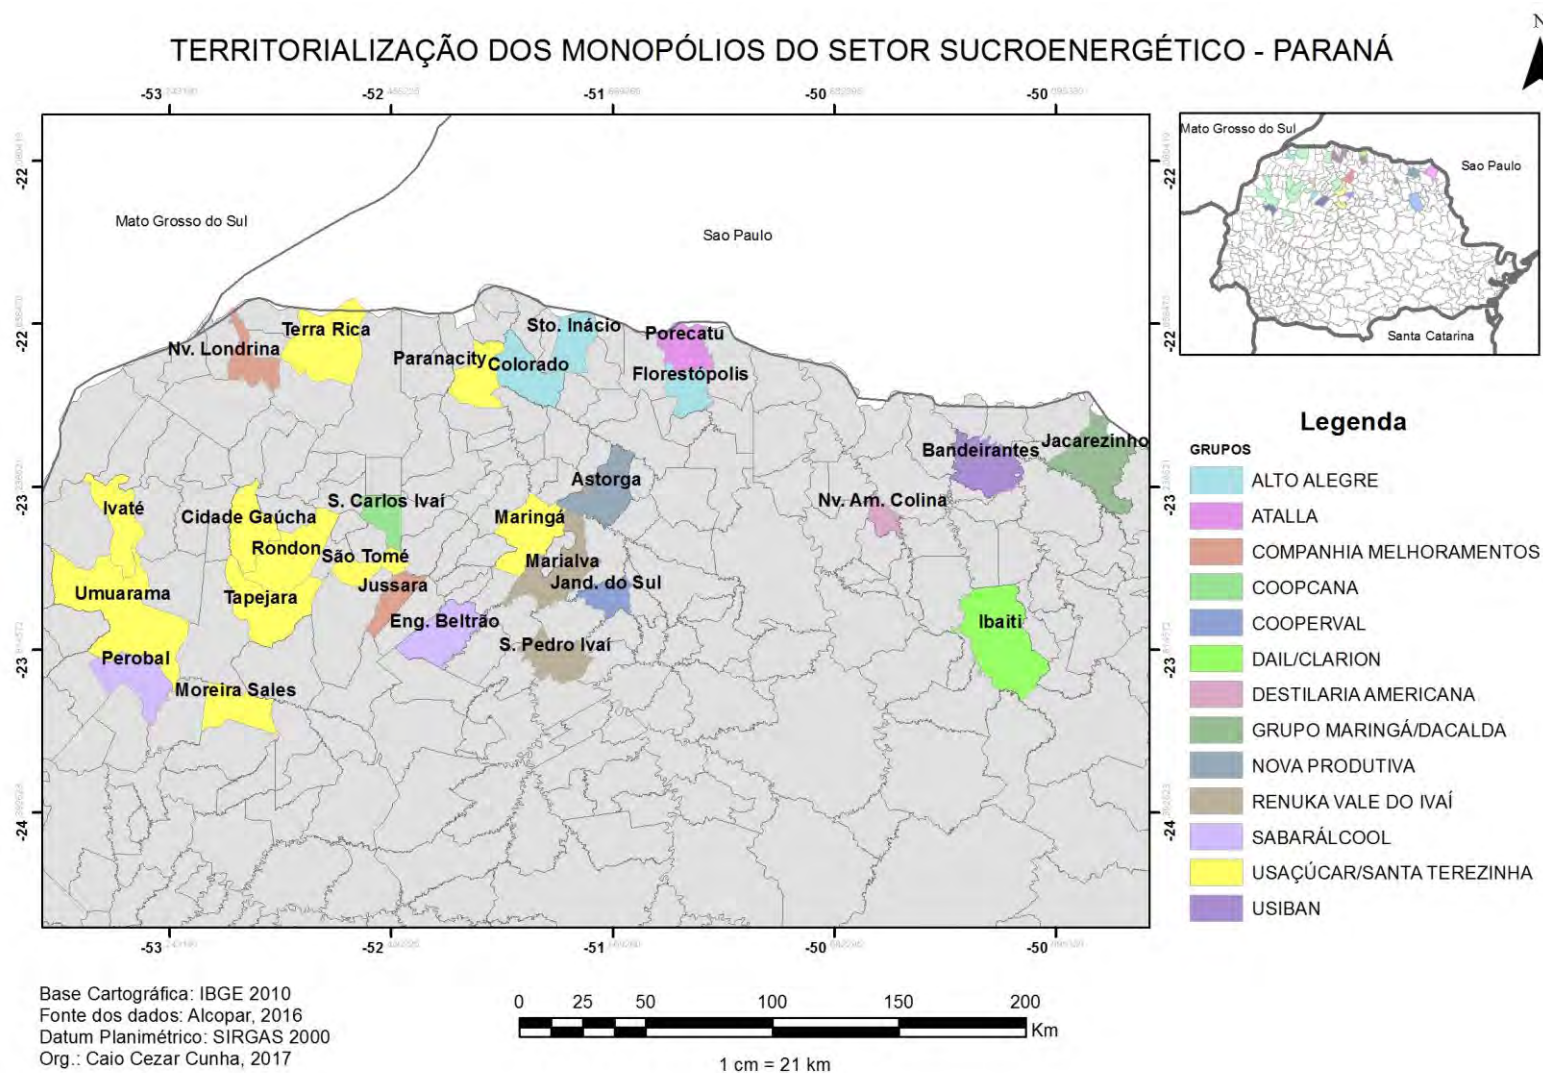 TERRITORIALIZAÇÃO DOS MONOPÓLIOS DO SETOR SUCROENERGÉTICO - PARANÁ
N
-53
-52
-51
-50
-50
-22
-22
-23
-23
-24
Mato Grosso do Sul
Sao Paulo
Nv. Londrina
Terra Rica
Paranacity
Colorado
Sto. Inácio
Porecatu
Florestópolis
Bandeirantes
Jacarezinho
Astorga
Nv. Am. Colina
Ivaté
Cidade Gaúcha
S. Carlos Ivaí
Maringá
Rondon
São Tomé
Marialva
Umuarama
Tapejara
Jussara
Jand. do Sul
Eng. Beltrão
Ibaiti
Perobal
S. Pedro Ivaí
Moreira Sales
-22
-22
-23
-23
-24
-53
-52
-51
-50
-50
Mato Grosso do Sul
Sao Paulo
Santa Catarina
Legenda
GRUPOS
ALTO ALEGRE
ATALLA
COMPANHIA MELHORAMENTOS
COOPCANA
COOPERVAL
DAIL/CLARION
DESTILARIA AMERICANA
GRUPO MARINGÁ/DACALDA
NOVA PRODUTIVA
RENUKA VALE DO IVAÍ
SABARÁLCOOL
USAÇÚCAR/SANTA TEREZINHA
USIBAN
Base Cartográfica: IBGE 2010
Fonte dos dados: Alcopar, 2016
Datum Planimétrico: SIRGAS 2000
Org.: Caio Cezar Cunha, 2017
0 25 50 100 150 200
Km
1 cm = 21 km